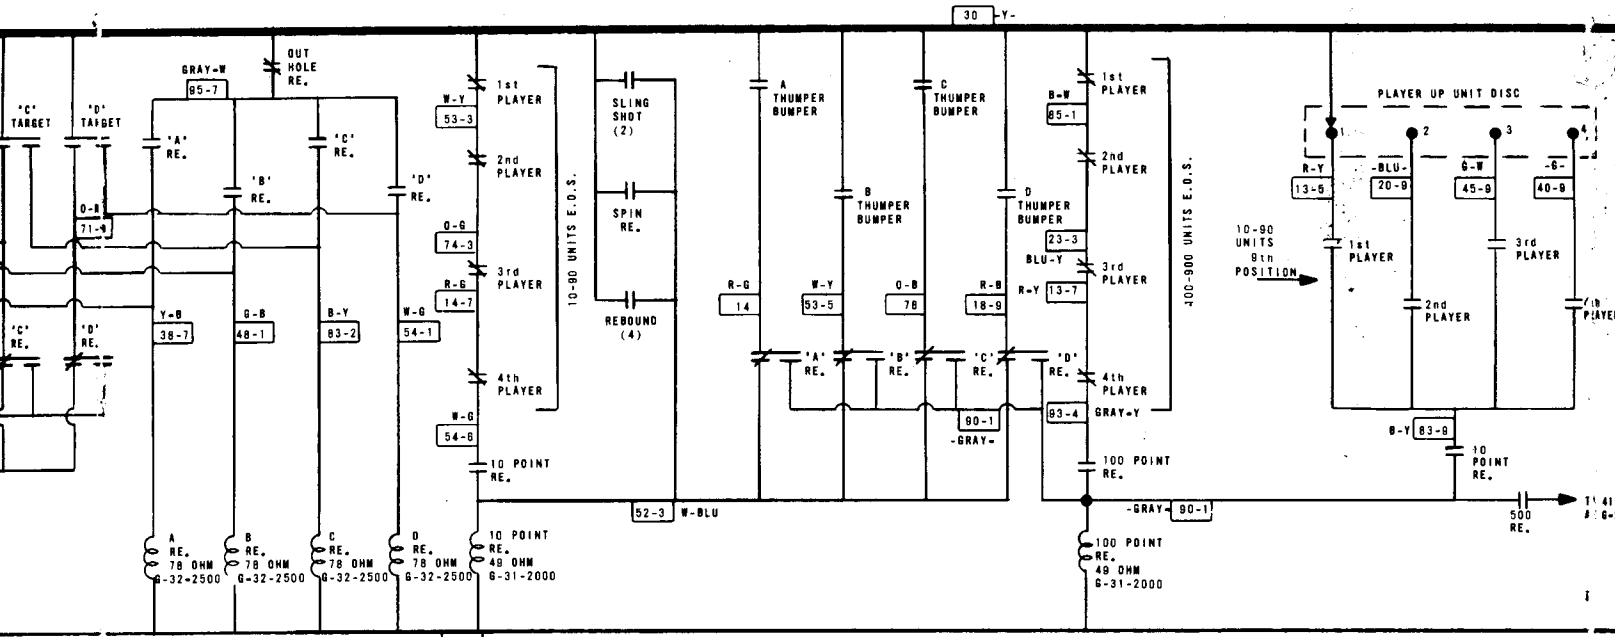 30 -Y-
OUT
HOLE
RE.
GRAY-W
95-7
"C"
TARGET
"D"
TARGET
"A"
RE.
"B"
RE.
"C"
RE.
"D"
RE.
71-9
"C"
RE.
"D"
RE.
Y-B
38-7
G-B
48-1
B-Y
83-2
W-G
54-1
A
RE.
78 OHM
G-32-2500
B
RE.
78 OHM
G-32-2500
C
RE.
78 OHM
G-32-2500
D
RE.
78 OHM
G-32-2500
1st
PLAYER
W-Y
53-3
2nd
PLAYER
O-G
74-3
3rd
PLAYER
R-G
14-7
4th
PLAYER
W-G
54-6
10 POINT
RE.
10-90 UNITS E.O.S.
10 POINT
RE.
49 OHM
G-31-2000
SLING
SHOT
(2)
SPIN
RE.
REBOUND
(4)
52-3 W-BLU
A
THUMPER
BUMPER
B
THUMPER
BUMPER
C
THUMPER
BUMPER
D
THUMPER
BUMPER
R-G
14
W-Y
53-5
O-B
78
R-B
18-9
"A"
RE.
"B"
RE.
"C"
RE.
"D"
RE.
90-1
-GRAY-
1st
PLAYER
B-W
85-1
2nd
PLAYER
23-3
BLU-Y
3rd
PLAYER
R-Y 13-7
4th
PLAYER
93-4 GRAY-Y
100 POINT
RE.
400-900 UNITS E.O.S.
-GRAY- 90-1
100 POINT
RE.
49 OHM
G-31-2000
PLAYER UP UNIT DISC
1
2
3
4
R-Y
13-5
-BLU-
20-9
G-W
45-9
-G-
40-9
10-90
UNITS
9th
POSITION
1st
PLAYER
2nd
PLAYER
3rd
PLAYER
B-Y 83-9
10
POINT
RE.
500
RE.